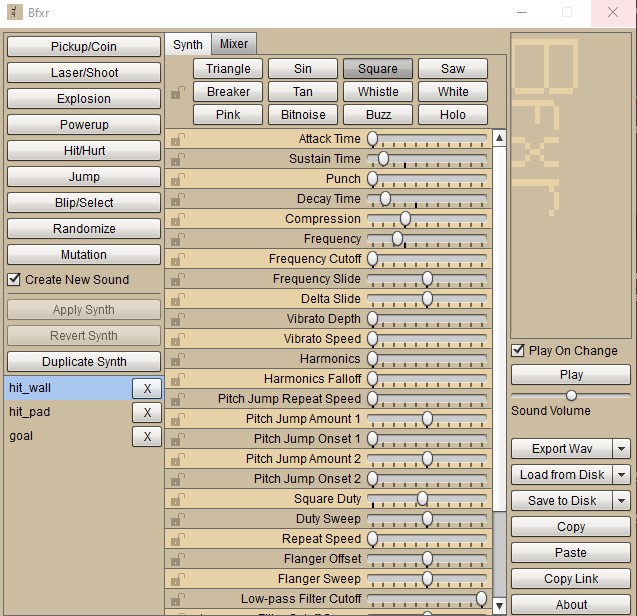 Bfxr
Pickup/Coin
Laser/Shoot
Explosion
Powerup
Hit/Hurt
Jump
Blip/Select
Randomize
Mutation
Create New Sound
Apply Synth
Revert Synth
Duplicate Synth
hit_wall X
hit_pad X
goal X
Synth Mixer
Triangle Sin Square Saw
Breaker Tan Whistle White
Pink Bitnoise Buzz Holo
Attack Time
Sustain Time
Punch
Decay Time
Compression
Frequency
Frequency Cutoff
Frequency Slide
Delta Slide
Vibrato Depth
Vibrato Speed
Harmonics
Harmonics Falloff
Pitch Jump Repeat Speed
Pitch Jump Amount 1
Pitch Jump Onset 1
Pitch Jump Amount 2
Pitch Jump Onset 2
Square Duty
Duty Sweep
Repeat Speed
Flanger Offset
Flanger Sweep
Low-pass Filter Cutoff
Bfxr
Play On Change
Play
Sound Volume
Export Wav
Load from Disk
Save to Disk
Copy
Paste
Copy Link
About